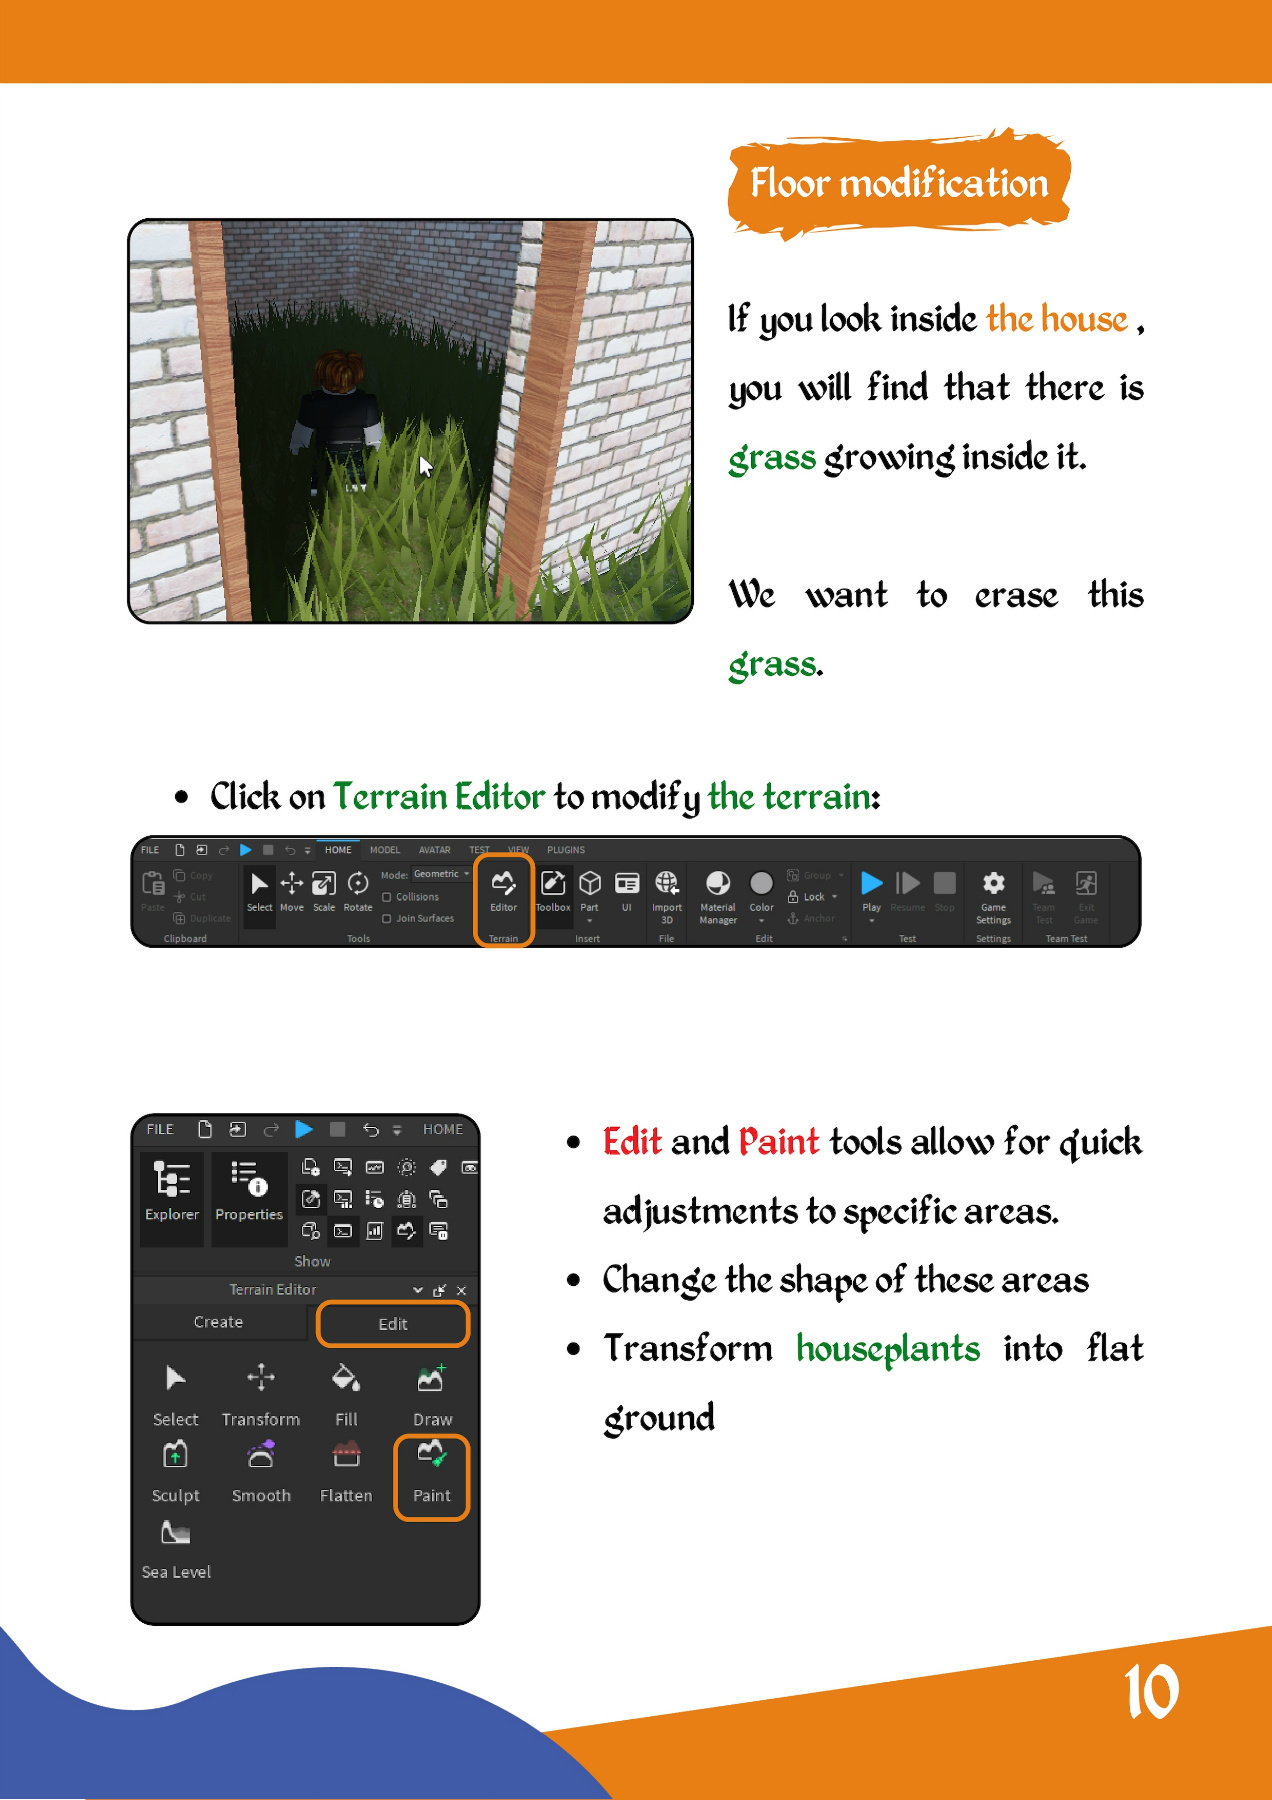 Floor modification
If you look inside the house ,
you will find that there is
grass growing inside it.
We want to erase this
grass.
• Click on Terrain Editor to modify the terrain:
FILE HOME MODEL AVATAR TEST VIEW PLUGINS
Paste Copy Cut Duplicate
Clipboard
Select Move Scale Rotate
Mode: Geometric
Collisions
Join Surfaces
Tools
Editor
Terrain
Toolbox Part UI
Insert
Import
3D
File
Material
Manager
Color
Group
Lock
Anchor
Edit
Play Resume Stop
Test
Game
Settings
Settings
Team
Test
Exit
Game
Team Test
FILE HOME
Explorer Properties
Show
Terrain Editor
Create Edit
Select Transform Fill Draw
Sculpt Smooth Flatten Paint
Sea Level
• Edit and Paint tools allow for quick
adjustments to specific areas.
• Change the shape of these areas
• Transform houseplants into flat
ground
10